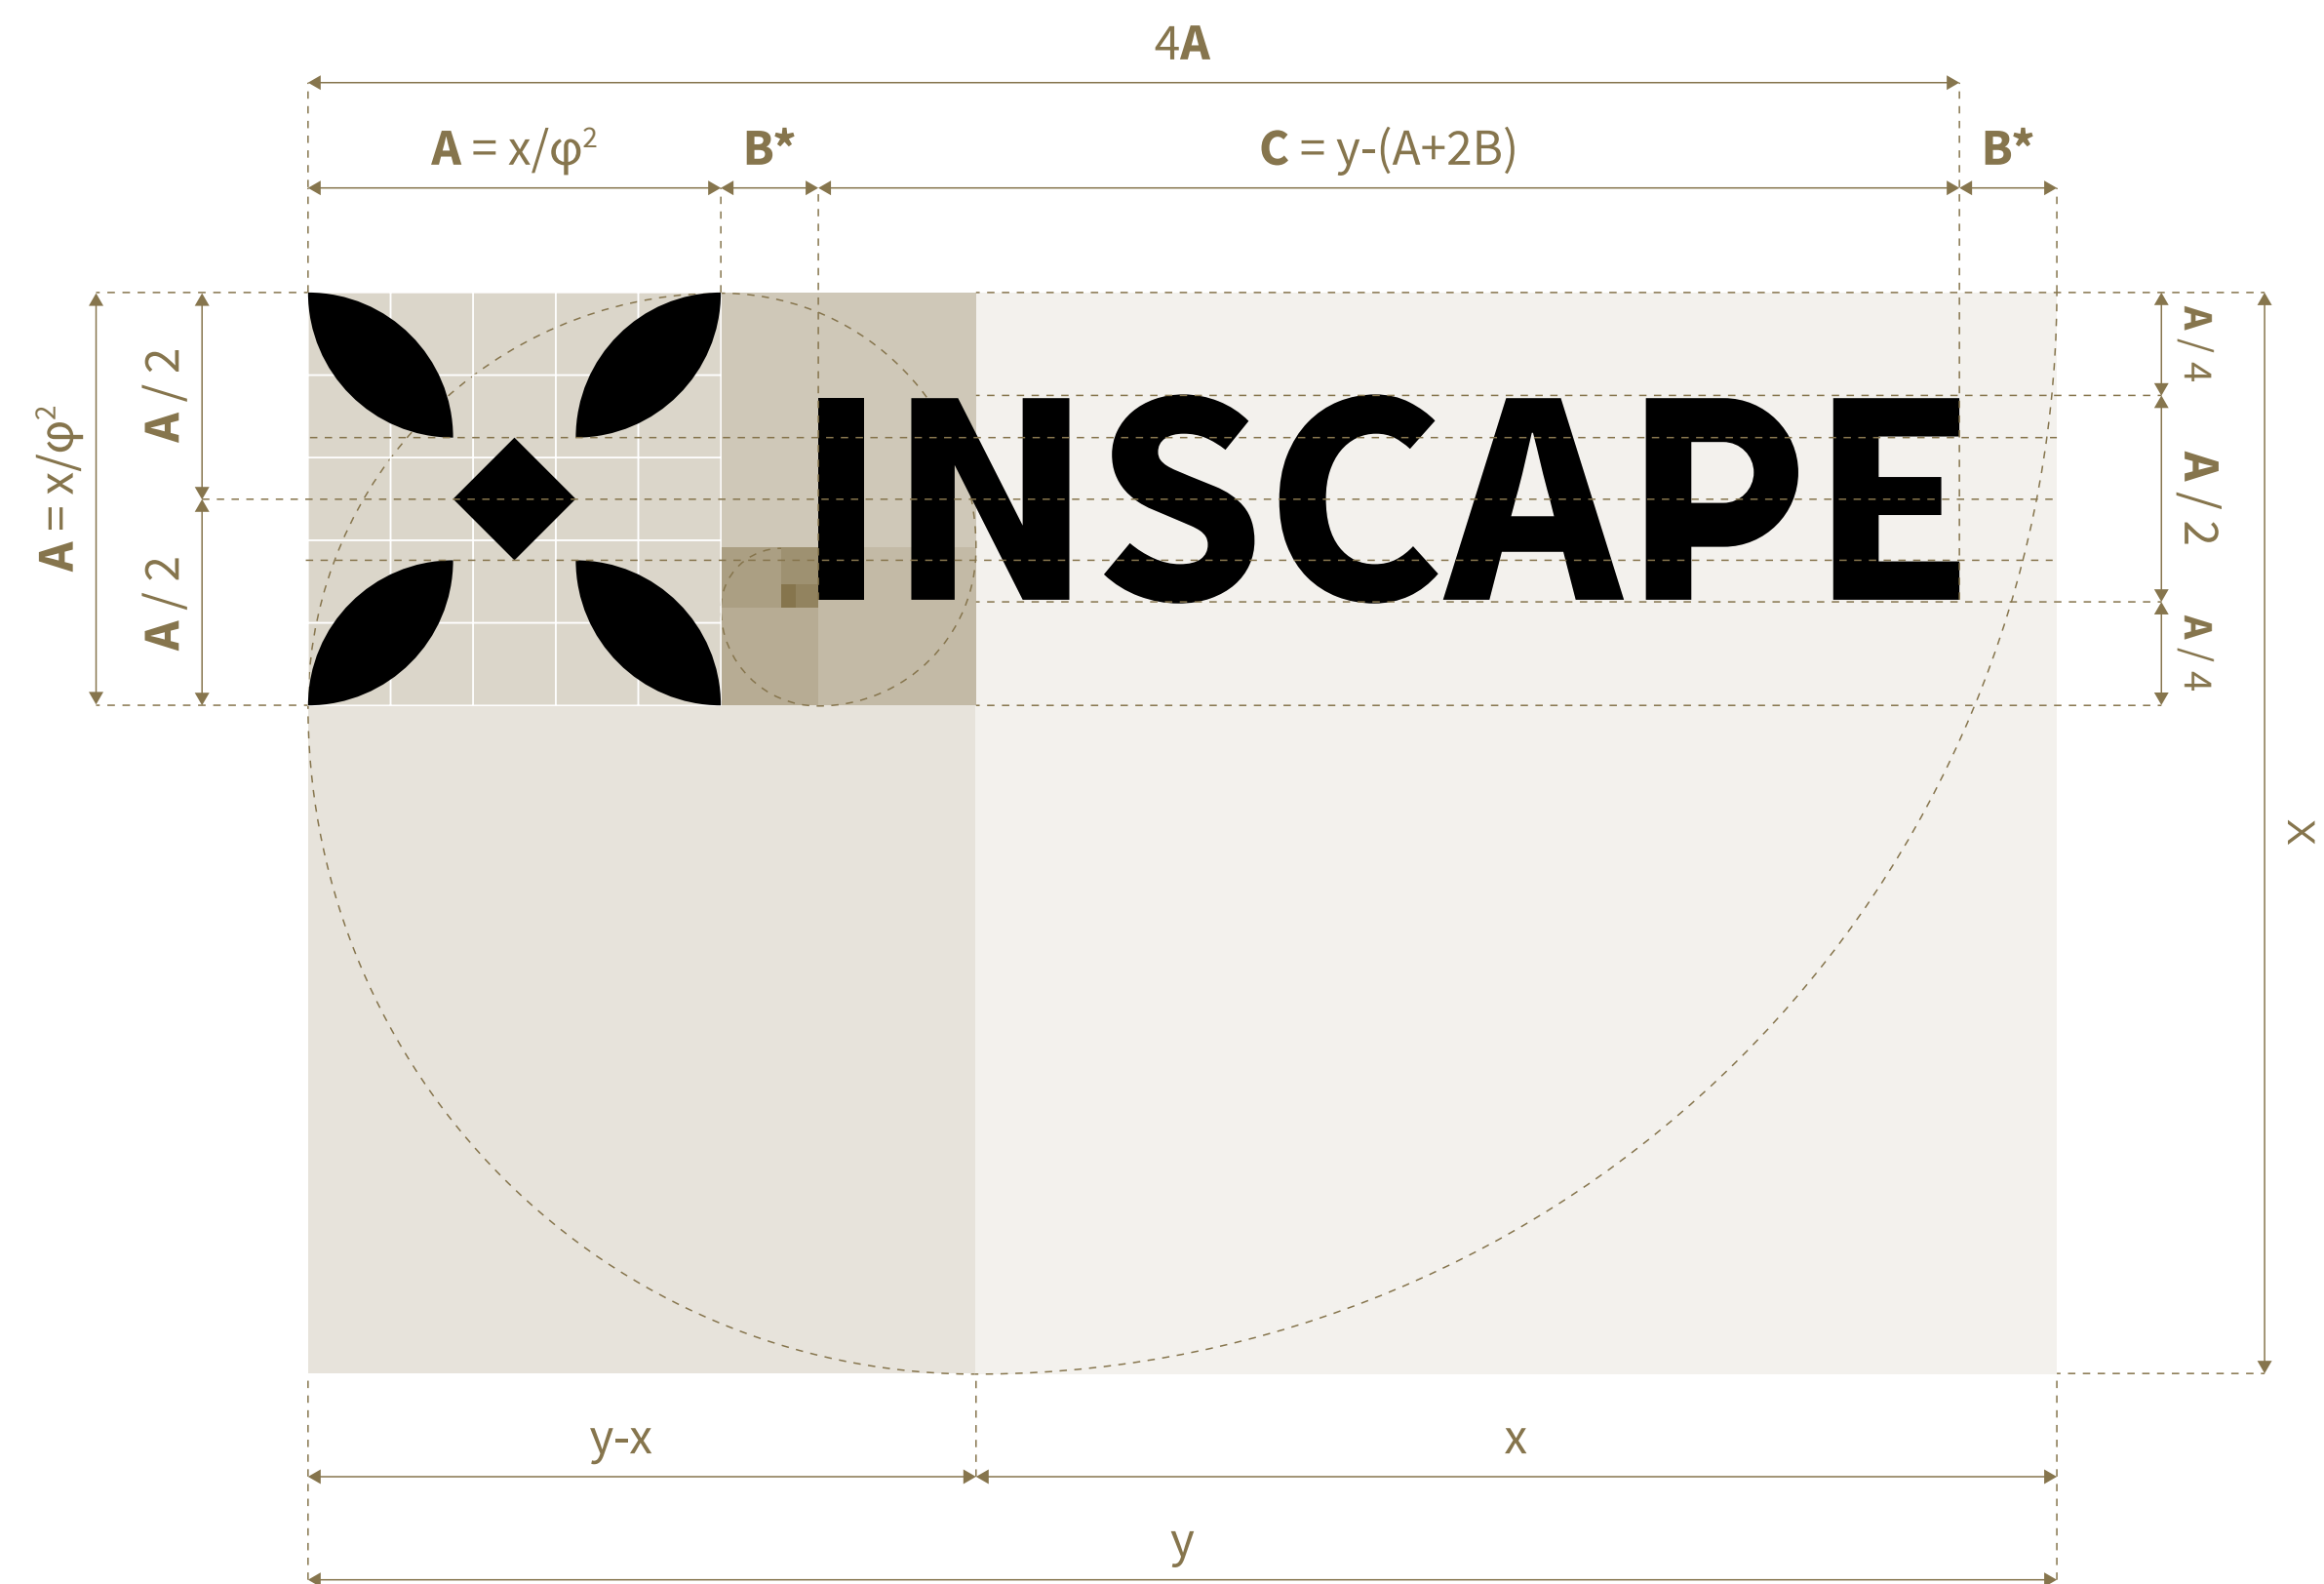 4A
A = x/φ²
B*
C = y-(A+2B)
B*
A = x/φ²
A / 2
A / 2
INSCAPE
A / 4
A / 2
A / 4
x
y-x
x
y